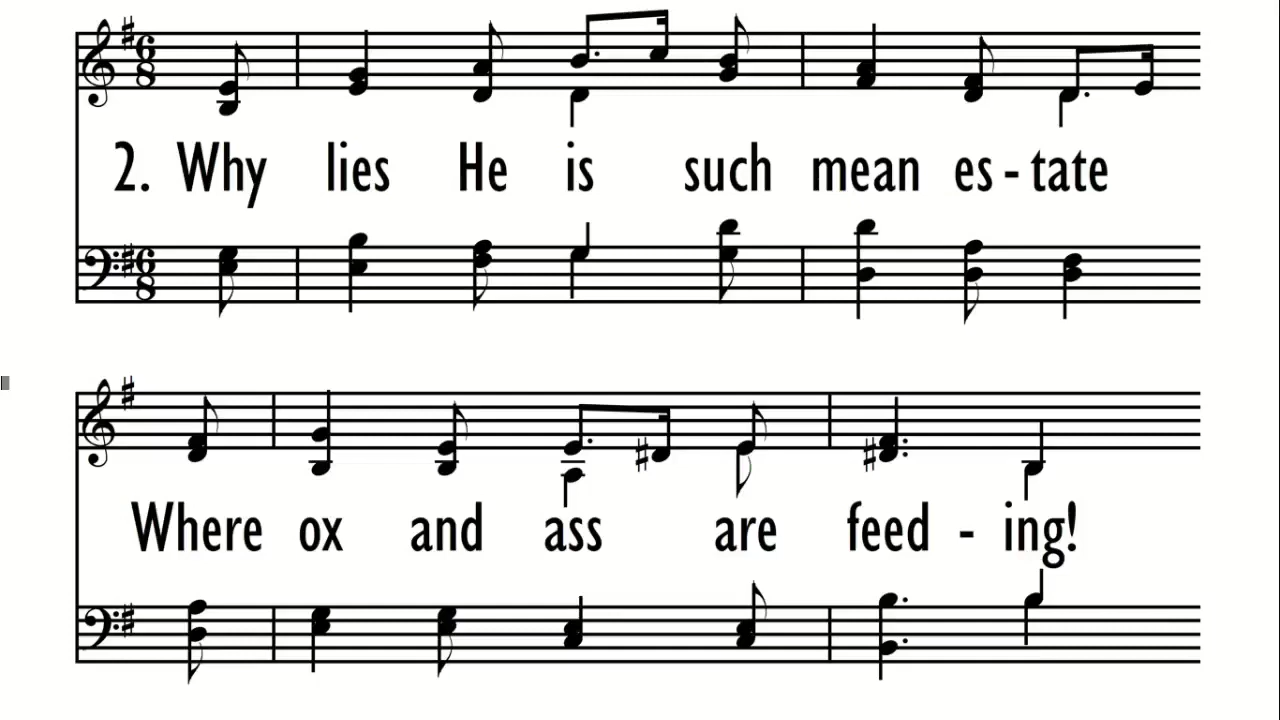 2. Why lies He is such mean es - tate
Where ox and ass are feed - ing!